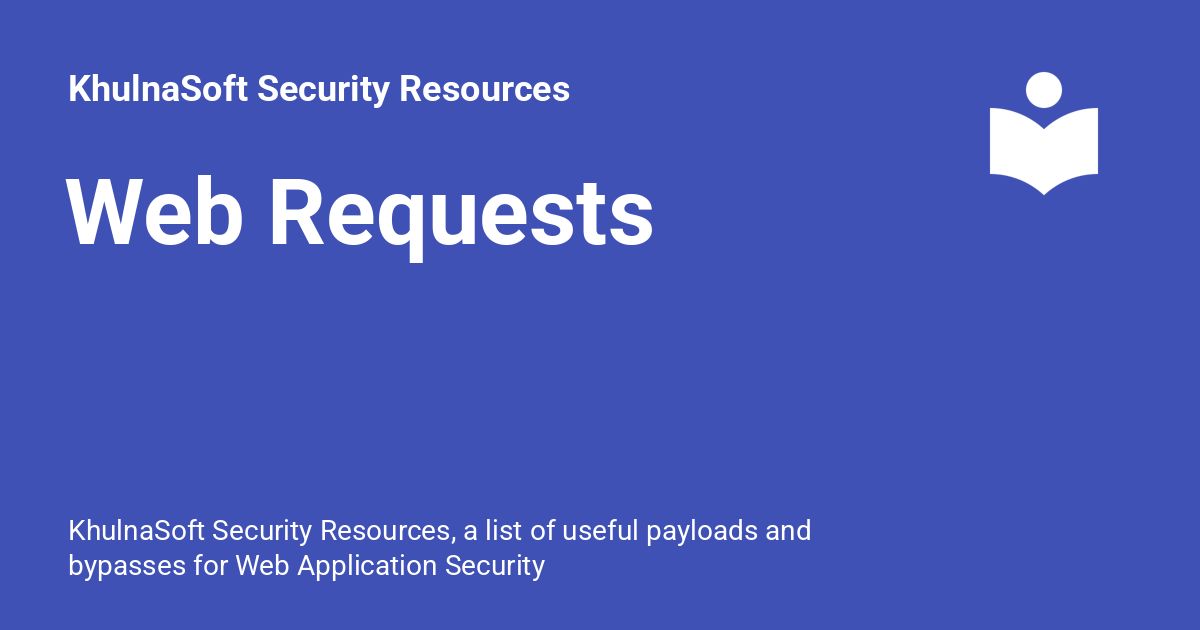 KhulnaSoft Security Resources
Web Requests
KhulnaSoft Security Resources, a list of useful payloads and
bypasses for Web Application Security